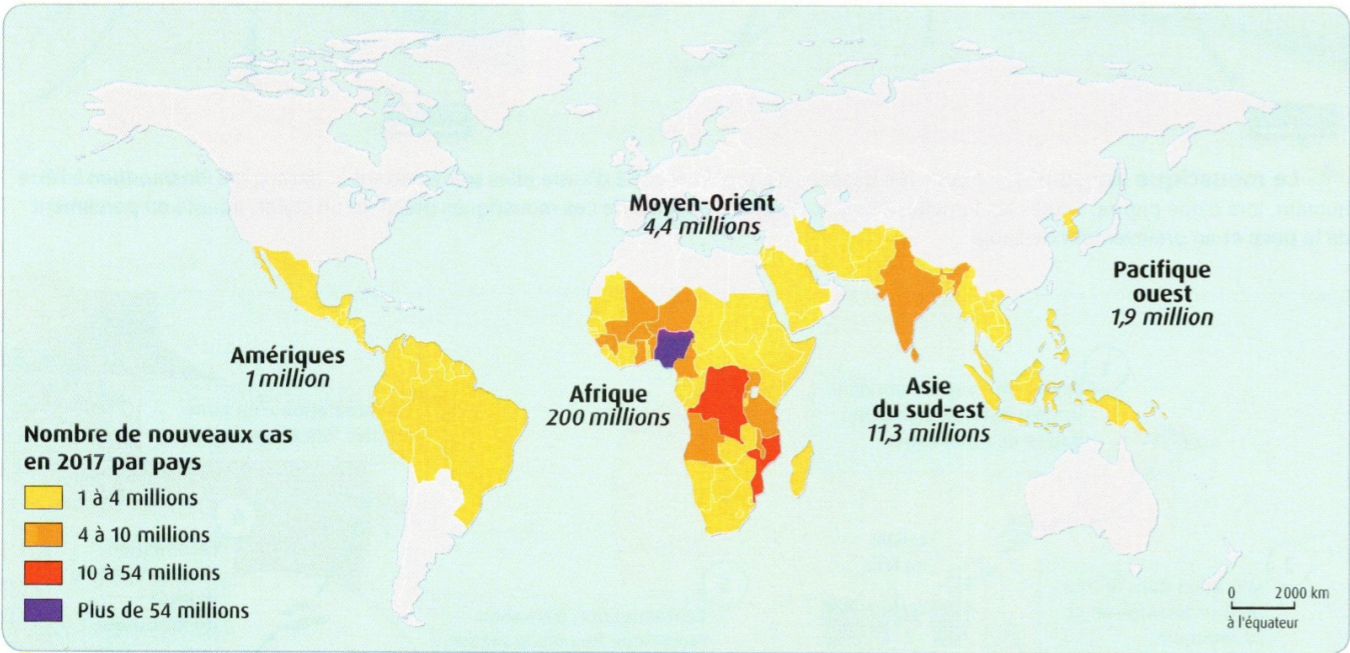 Moyen-Orient
4,4 millions
Pacifique
ouest
1,9 million
Amériques
1 million
Afrique
200 millions
Asie
du sud-est
11,3 millions
Nombre de nouveaux cas
en 2017 par pays
1 à 4 millions
4 à 10 millions
10 à 54 millions
Plus de 54 millions
0 2000 km
à l'équateur